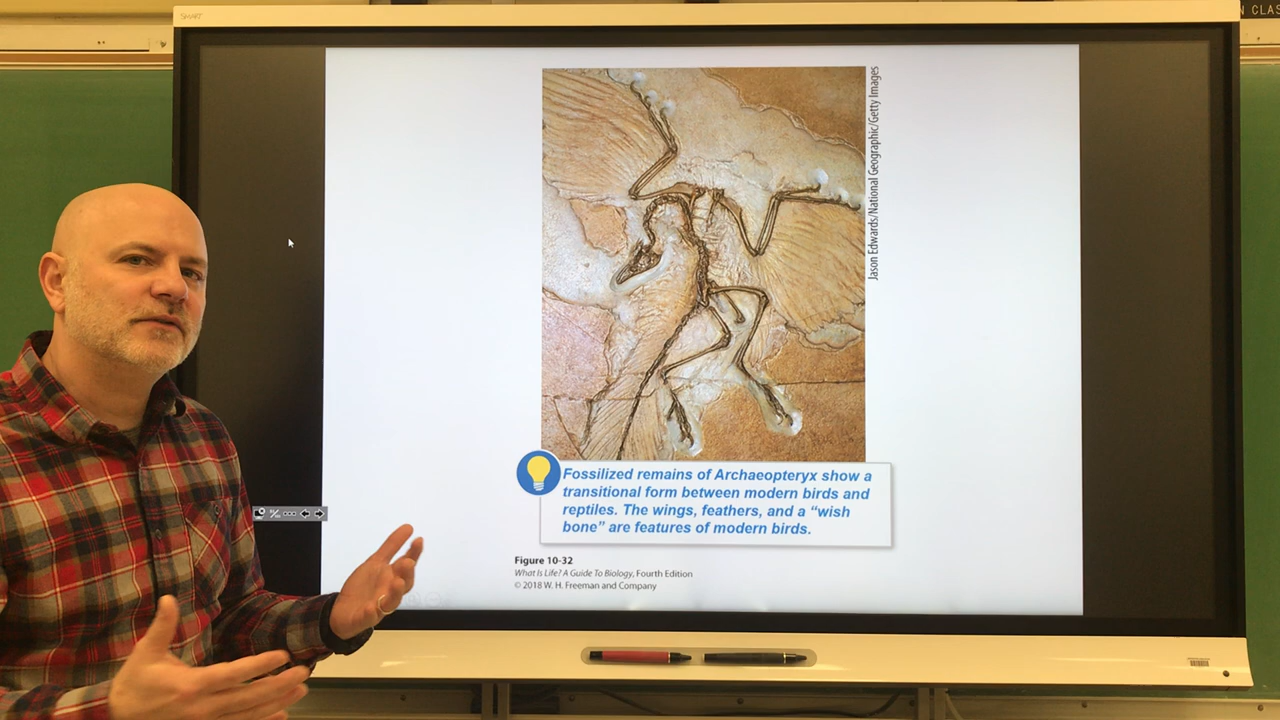 SMART
N CLAS
Jason Edwards/National Geographic/Getty Images
Fossilized remains of Archaeopteryx show a
transitional form between modern birds and
reptiles. The wings, feathers, and a “wish
bone” are features of modern birds.
Figure 10-32
What Is Life? A Guide To Biology, Fourth Edition
© 2018 W. H. Freeman and Company